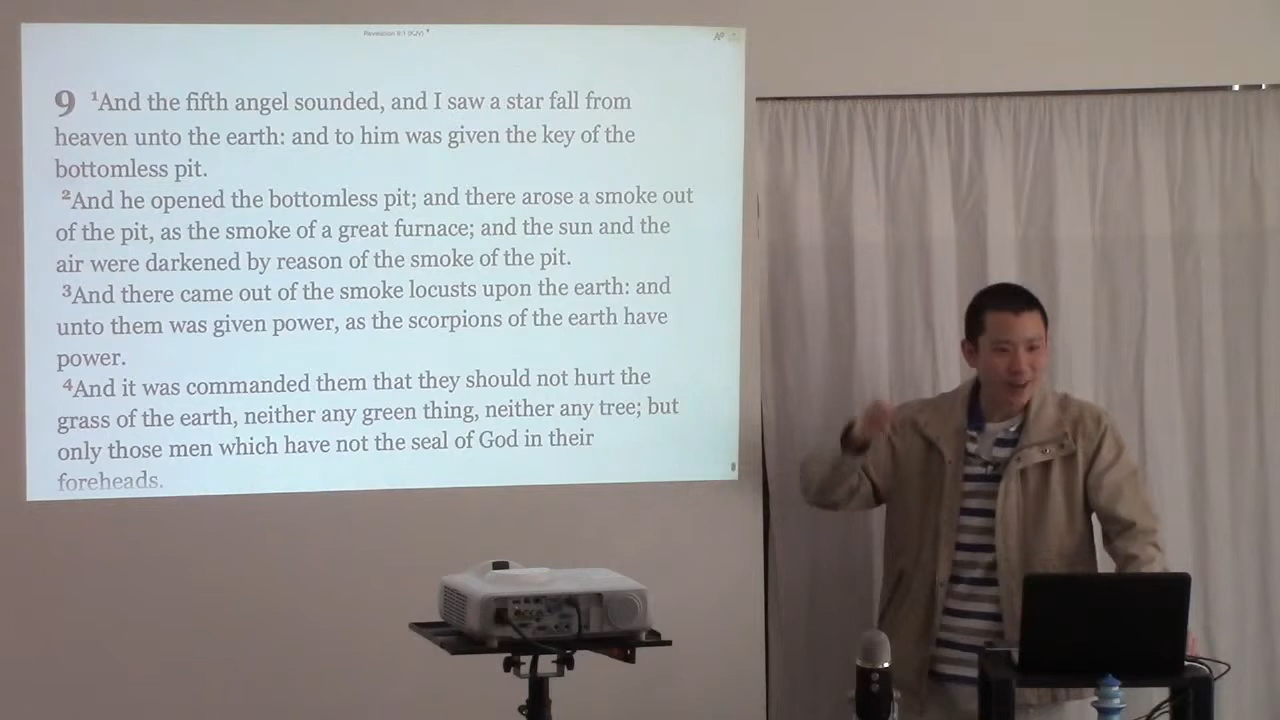 Revelation 9:1 (KJV)
9 ¹And the fifth angel sounded, and I saw a star fall from
heaven unto the earth: and to him was given the key of the
bottomless pit.
²And he opened the bottomless pit; and there arose a smoke out
of the pit, as the smoke of a great furnace; and the sun and the
air were darkened by reason of the smoke of the pit.
³And there came out of the smoke locusts upon the earth: and
unto them was given power, as the scorpions of the earth have
power.
⁴And it was commanded them that they should not hurt the
grass of the earth, neither any green thing, neither any tree; but
only those men which have not the seal of God in their
foreheads.